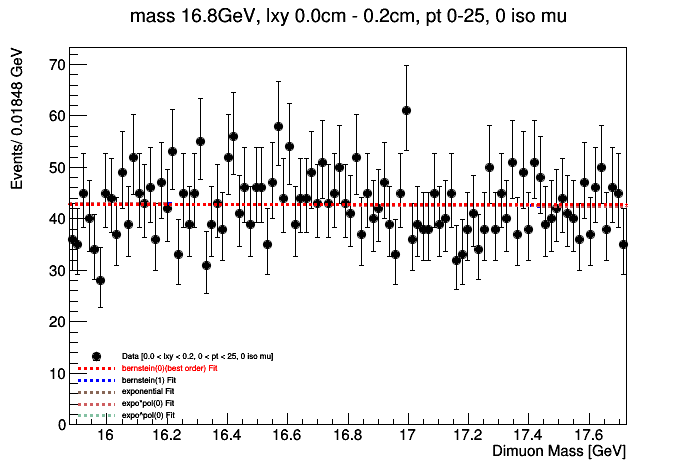 mass 16.8GeV, lxy 0.0cm - 0.2cm, pt 0-25, 0 iso mu
Events/ 0.01848 GeV
70
60
50
40
30
20
10
0
Data [0.0 < lxy < 0.2, 0 < pt < 25, 0 iso mu]
bernstein(0)(best order) Fit
bernstein(1) Fit
exponential Fit
expo*pol(0) Fit
expo*pol(0) Fit
16 16.2 16.4 16.6 16.8 17 17.2 17.4 17.6
Dimuon Mass [GeV]